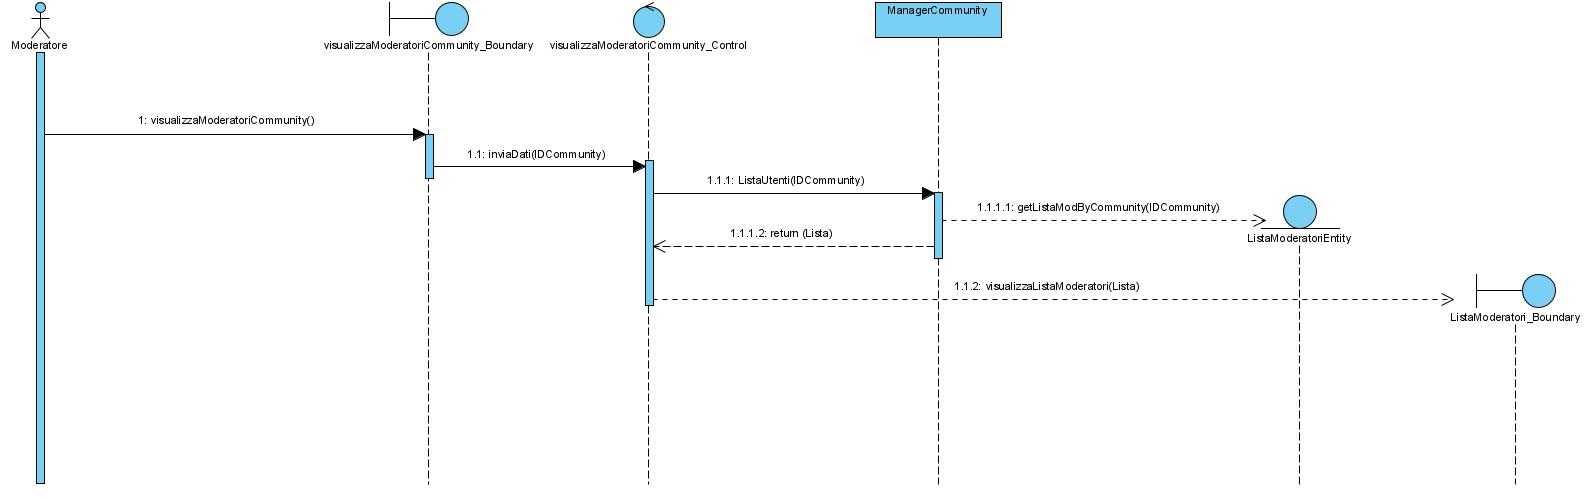 ManagerCommunity
Moderatore
visualizzaModeratoriCommunity_Boundary
visualizzaModeratoriCommunity_Control
1: visualizzaModeratoriCommunity()
1.1: inviaDati(IDCommunity)
1.1.1: ListaUtenti(IDCommunity)
1.1.1.1: getListaModByCommunity(IDCommunity)
1.1.1.2: return (Lista)
ListaModeratoriEntity
1.1.2: visualizzaListaModeratori(Lista)
ListaModeratori_Boundary